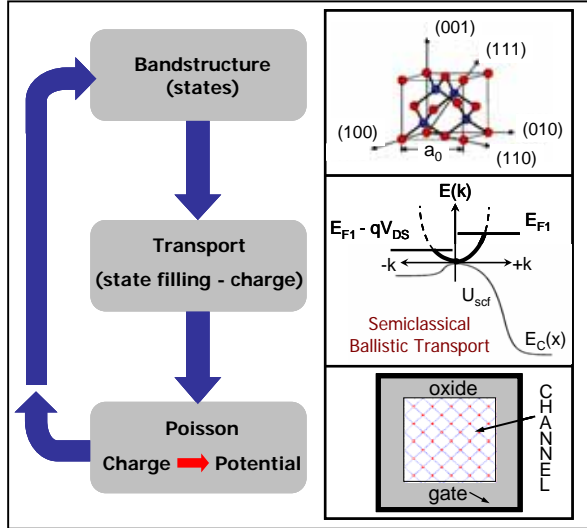 Bandstructure
(states)
Transport
(state filling - charge)
Poisson
Charge Potential
(001)
(111)
(100)
(010)
a0
(110)
E(k)
EF1 - qVDS
EF1
-k
+k
Uscf
Semiclassical
Ballistic Transport
EC(x)
oxide
CHANNEL
gate